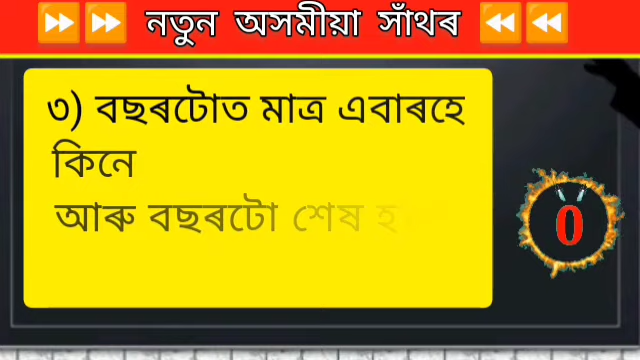 নতুন অসমীয়া সাঁথৰ
৩) বছৰটোত মাত্ৰ এবাৰহে
কিনে
আৰু বছৰটো শেষ
0